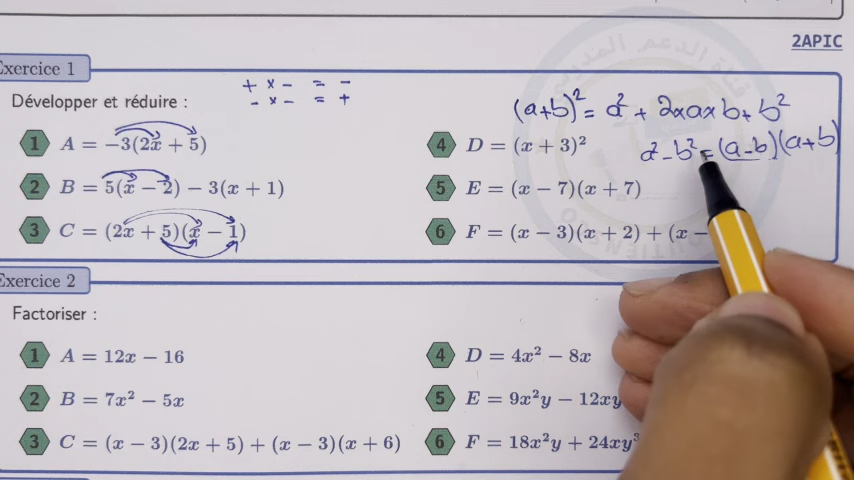 2APIC
Exercice 1
+ × - = -
- × - = +
Développer et réduire :
(a+b)² = a² + 2×a×b + b²
a² - b² = (a-b)(a+b)
1 A = −3(2x + 5)
2 B = 5(x − 2) − 3(x + 1)
3 C = (2x + 5)(x − 1)
4 D = (x + 3)²
5 E = (x − 7)(x + 7)
6 F = (x − 3)(x + 2) + (x −
Exercice 2
Factoriser :
1 A = 12x − 16
2 B = 7x² − 5x
3 C = (x − 3)(2x + 5) + (x − 3)(x + 6)
4 D = 4x² − 8x
5 E = 9x²y − 12xy
6 F = 18x²y + 24xy³